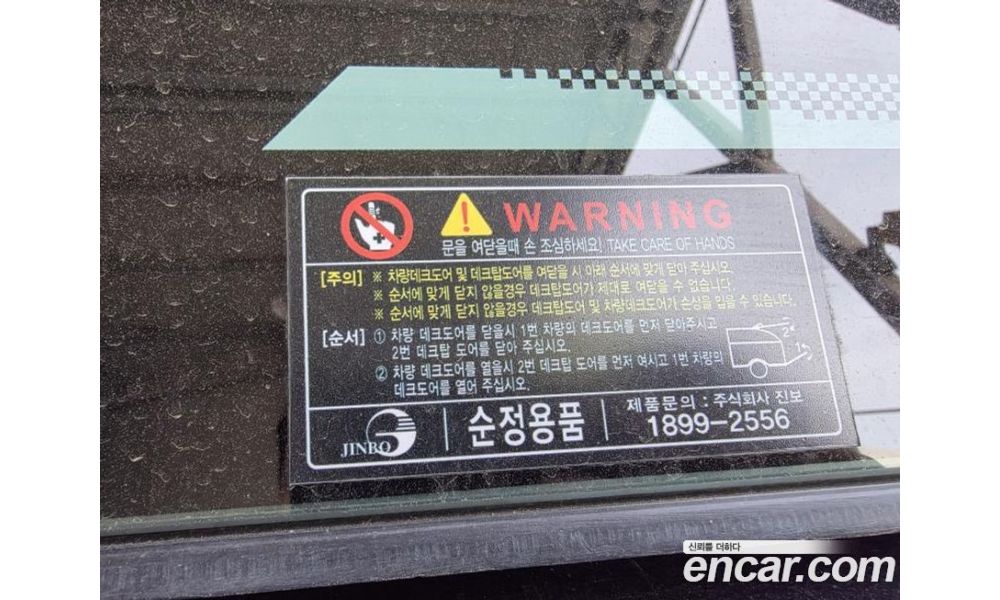 WARNING
문을 여닫을때 손 조심하세요! TAKE CARE OF HANDS
[주의] ※ 차량데크도어 및 데크탑도어를 여닫을 시 아래 순서에 맞게 닫아 주십시오.
※ 순서에 맞게 닫지 않을경우 데크탑도어가 제대로 여닫을 수 없습니다.
※ 순서에 맞게 닫지 않을경우 데크탑도어 및 차량데크도어가 손상을 입을 수 있습니다.
[순서] ① 차량 데크도어를 닫을시 1번 차량의 데크도어를 먼저 닫아주시고
2번 데크탑 도어를 닫아 주십시오.
② 차량 데크도어를 열을시 2번 데크탑 도어를 먼저 여시고 1번 차량의
데크도어를 열어 주십시오.
2
1
JINBO
순정용품
제품문의 : 주식회사 진보
1899-2556
신뢰를 더하다
encar.com